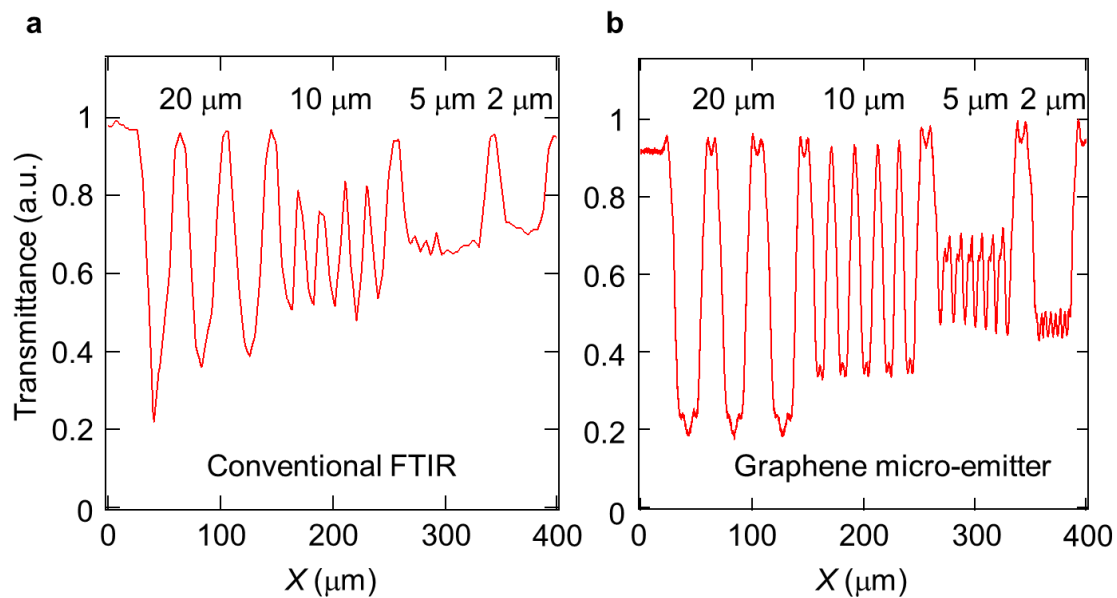 a
20 μm 10 μm 5 μm 2 μm
1
0.8
0.6
0.4
0.2
0
Transmittance (a.u.)
Conventional FTIR
0 100 200 300 400
X (μm)
b
20 μm 10 μm 5 μm 2 μm
1
0.8
0.6
0.4
0.2
0
Graphene micro-emitter
0 100 200 300 400
X (μm)